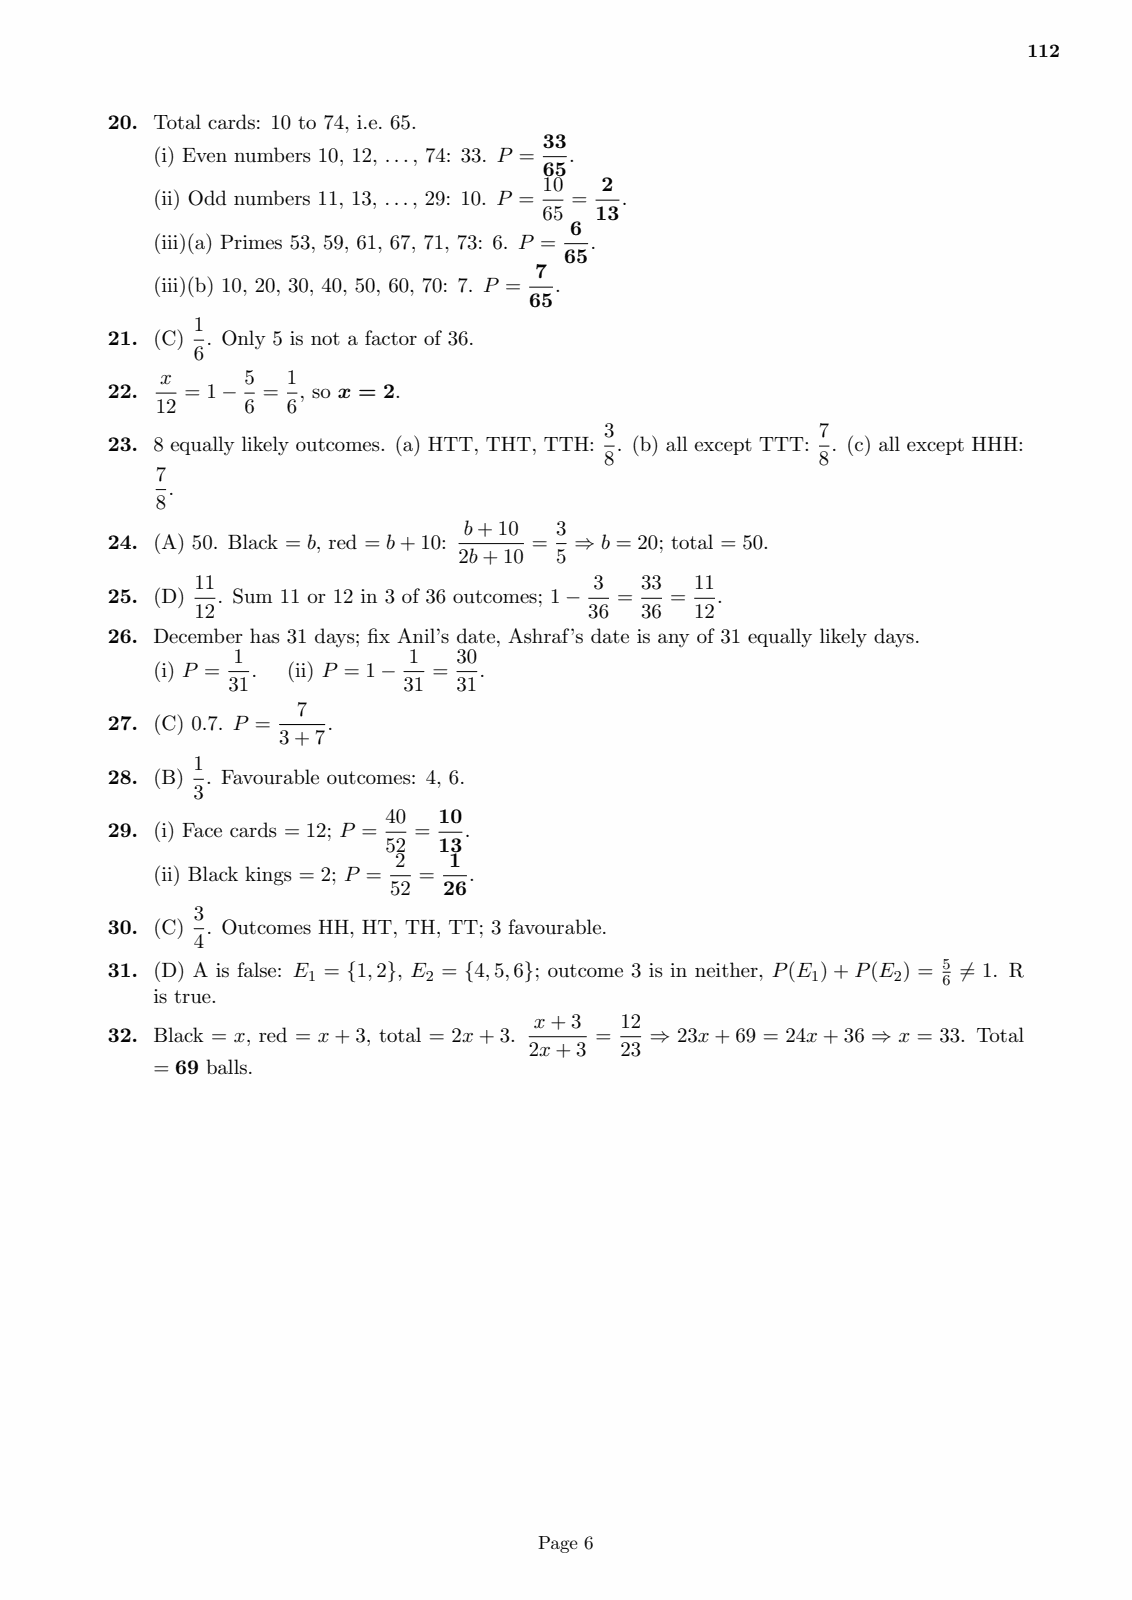 112
20. Total cards: 10 to 74, i.e. 65.
(i) Even numbers 10, 12, ..., 74: 33. P = 33/65.
(ii) Odd numbers 11, 13, ..., 29: 10. P = 10/65 = 2/13.
(iii)(a) Primes 53, 59, 61, 67, 71, 73: 6. P = 6/65.
(iii)(b) 10, 20, 30, 40, 50, 60, 70: 7. P = 7/65.
21. (C) 1/6. Only 5 is not a factor of 36.
22. x/12 = 1 − 5/6 = 1/6, so x = 2.
23. 8 equally likely outcomes. (a) HTT, THT, TTH: 3/8. (b) all except TTT: 7/8. (c) all except HHH:
7/8.
24. (A) 50. Black = b, red = b + 10: (b + 10)/(2b + 10) = 3/5 ⇒ b = 20; total = 50.
25. (D) 11/12. Sum 11 or 12 in 3 of 36 outcomes; 1 − 3/36 = 33/36 = 11/12.
26. December has 31 days; fix Anil's date, Ashraf's date is any of 31 equally likely days.
(i) P = 1/31. (ii) P = 1 − 1/31 = 30/31.
27. (C) 0.7. P = 7/(3 + 7).
28. (B) 1/3. Favourable outcomes: 4, 6.
29. (i) Face cards = 12; P = 40/52 = 10/13.
(ii) Black kings = 2; P = 2/52 = 1/26.
30. (C) 3/4. Outcomes HH, HT, TH, TT; 3 favourable.
31. (D) A is false: E₁ = {1, 2}, E₂ = {4, 5, 6}; outcome 3 is in neither, P(E₁) + P(E₂) = 5/6 ≠ 1. R
is true.
32. Black = x, red = x + 3, total = 2x + 3. (x + 3)/(2x + 3) = 12/23 ⇒ 23x + 69 = 24x + 36 ⇒ x = 33. Total
= 69 balls.
Page 6